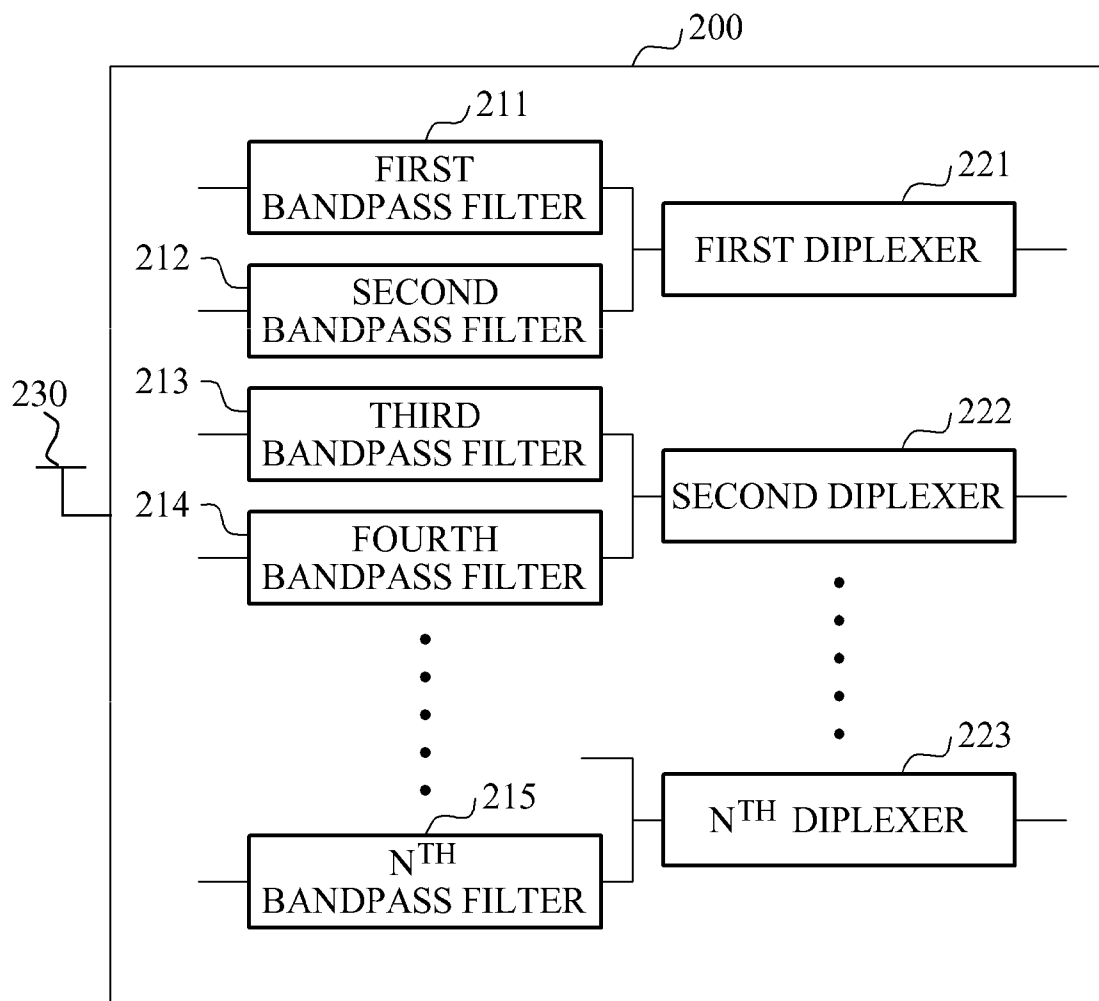 200
211
FIRST
BANDPASS FILTER
221
FIRST DIPLEXER
212
SECOND
BANDPASS FILTER
213
THIRD
BANDPASS FILTER
230
222
SECOND DIPLEXER
214
FOURTH
BANDPASS FILTER
223
NTH DIPLEXER
215
NTH
BANDPASS FILTER